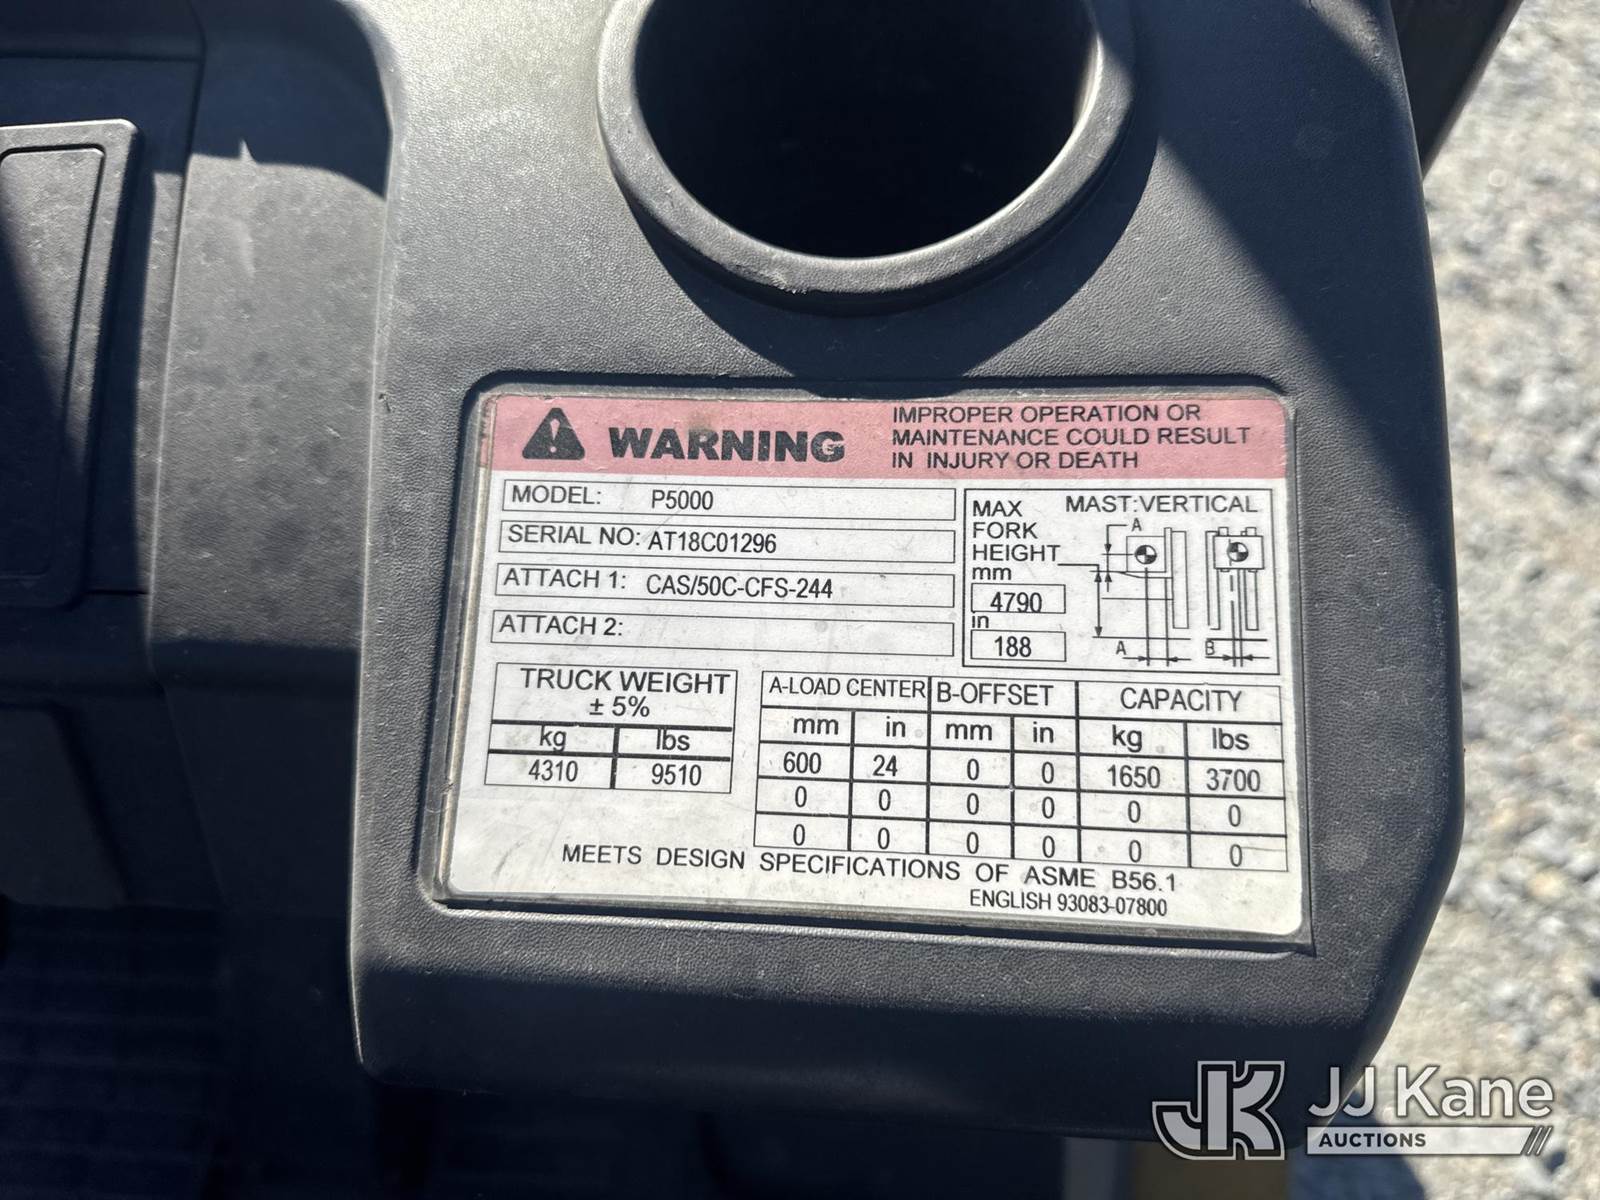 WARNING
IMPROPER OPERATION OR
MAINTENANCE COULD RESULT
IN INJURY OR DEATH
MODEL: P5000
SERIAL NO: AT18C01296
ATTACH 1: CAS/50C-CFS-244
ATTACH 2:
MAX FORK HEIGHT
MAST:VERTICAL
mm
4790
in
188
A
A
B
TRUCK WEIGHT
± 5%
kg lbs
4310 9510
A-LOAD CENTER B-OFFSET CAPACITY
mm in mm in kg lbs
600 24 0 0 1650 3700
0 0 0 0 0 0
0 0 0 0 0 0
MEETS DESIGN SPECIFICATIONS OF ASME B56.1
ENGLISH 93083-07800
JK JJ Kane
AUCTIONS